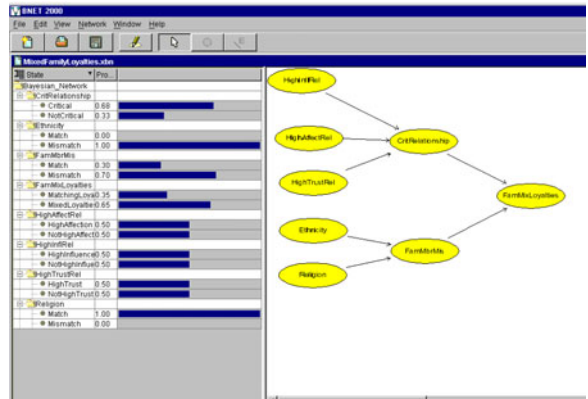 BNET 2000
File Edit View Network Window Help
MixedFamilyLoyalties.xbn
State Pro...
Bayesian_Network
CritRelationship
Critical 0.68
NotCritical 0.33
Ethnicity
Match 0.00
Mismatch 1.00
FamMbrMis
Match 0.30
Mismatch 0.70
FamMixLoyalties
MatchingLoya 0.35
MixedLoyaltie 0.65
HighAffectRel
HighAffection 0.50
NotHighAffect 0.50
HighInflRel
HighInfluence 0.50
NotHighInflue 0.50
HighTrustRel
HighTrust 0.50
NotHighTrust 0.50
Religion
Match 1.00
Mismatch 0.00
HighInflRel
HighAffectRel
CritRelationship
HighTrustRel
FamMixLoyalties
Ethnicity
FamMbrMis
Religion